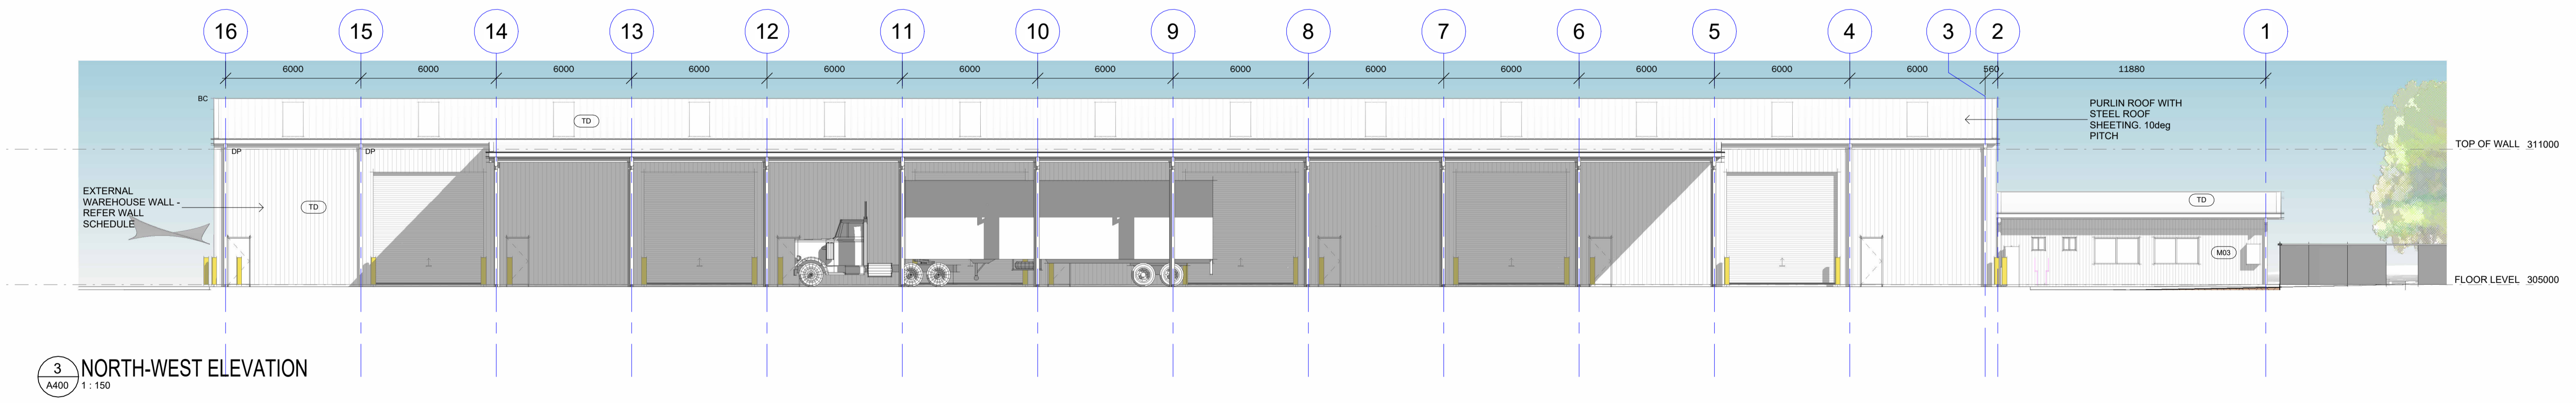 16 15 14 13 12 11 10 9 8 7 6 5 4 3 2 1
6000 6000 6000 6000 6000 6000 6000 6000 6000 6000 6000 6000 6000 560 11880
BC
TD
PURLIN ROOF WITH
STEEL ROOF
SHEETING. 10deg
PITCH
TOP OF WALL 311000
DP DP
EXTERNAL
WAREHOUSE WALL -
REFER WALL
SCHEDULE
TD
TD
M03
FLOOR LEVEL 305000
3
A400
NORTH-WEST ELEVATION
1 : 150